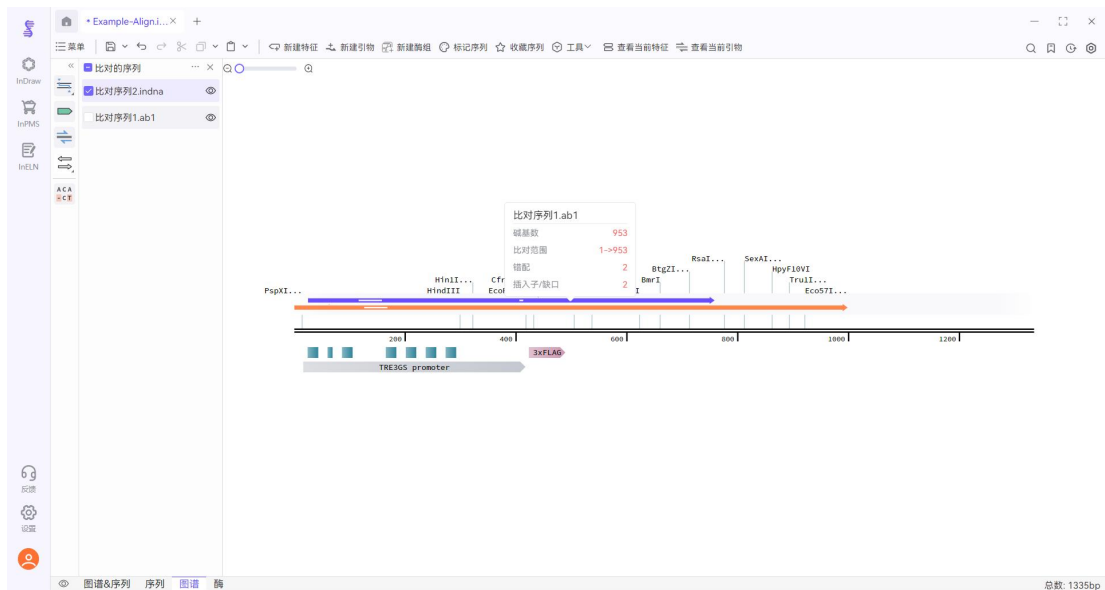 * Example-Align.i...
菜单
新建特征
新建引物
新建酶组
标记序列
收藏序列
工具
查看当前特征
查看当前引物
InDraw
InPMS
InELN
反馈
设置
比对的序列
比对序列2.indna
比对序列1.ab1
ACA
-CT
比对序列1.ab1
碱基数 953
比对范围 1->953
错配 2
插入子/缺口 2
RsaI... SexAI...
BtgZI... HpyF10VI
HinlI... Cfr BmrI TruII...
PspXI... HindIII EcoI I Eco57I...
200 400 600 800 1000 1200
3xFLAG
TRE3GS promoter
图谱&序列 序列 图谱 酶
总数: 1335bp